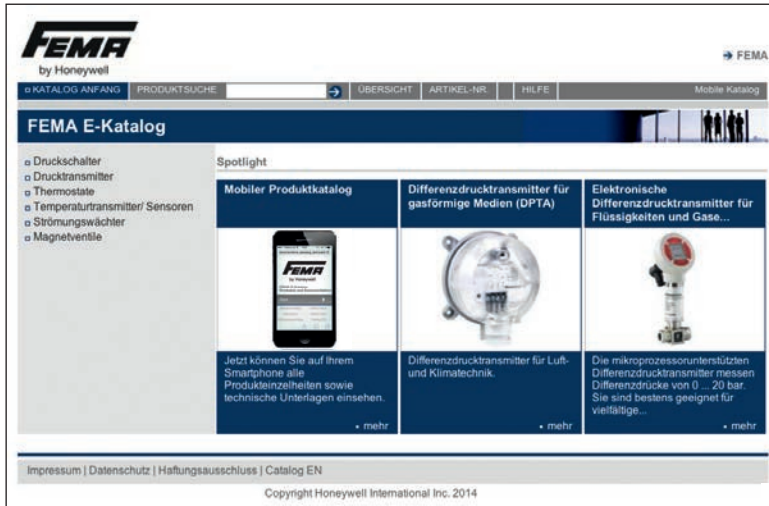 FEMA
by Honeywell
FEMA
KATALOG ANFANG PRODUKTSUCHE ÜBERSICHT ARTIKEL-NR. HILFE Mobile Katalog
FEMA E-Katalog
Druckschalter
Drucktransmitter
Thermostate
Temperaturtransmitter/ Sensoren
Strömungswächter
Magnetventile
Spotlight
Mobiler Produktkatalog
FEMA
by Honeywell
Jetzt können Sie auf Ihrem
Smartphone alle
Produkteinzelheiten sowie
technische Unterlagen einsehen.
• mehr
Differenzdrucktransmitter für
gasförmige Medien (DPTA)
Differenzdrucktransmitter für Luft-
und Klimatechnik.
• mehr
Elektronische
Differenzdrucktransmitter für
Flüssigkeiten und Gase...
Die mikroprozessorunterstützten
Differenzdrucktransmitter messen
Differenzdrücke von 0 ... 20 bar.
Sie sind bestens geeignet für
vielfältige...
• mehr
Impressum | Datenschutz | Haftungsausschluss | Catalog EN
Copyright Honeywell International Inc. 2014